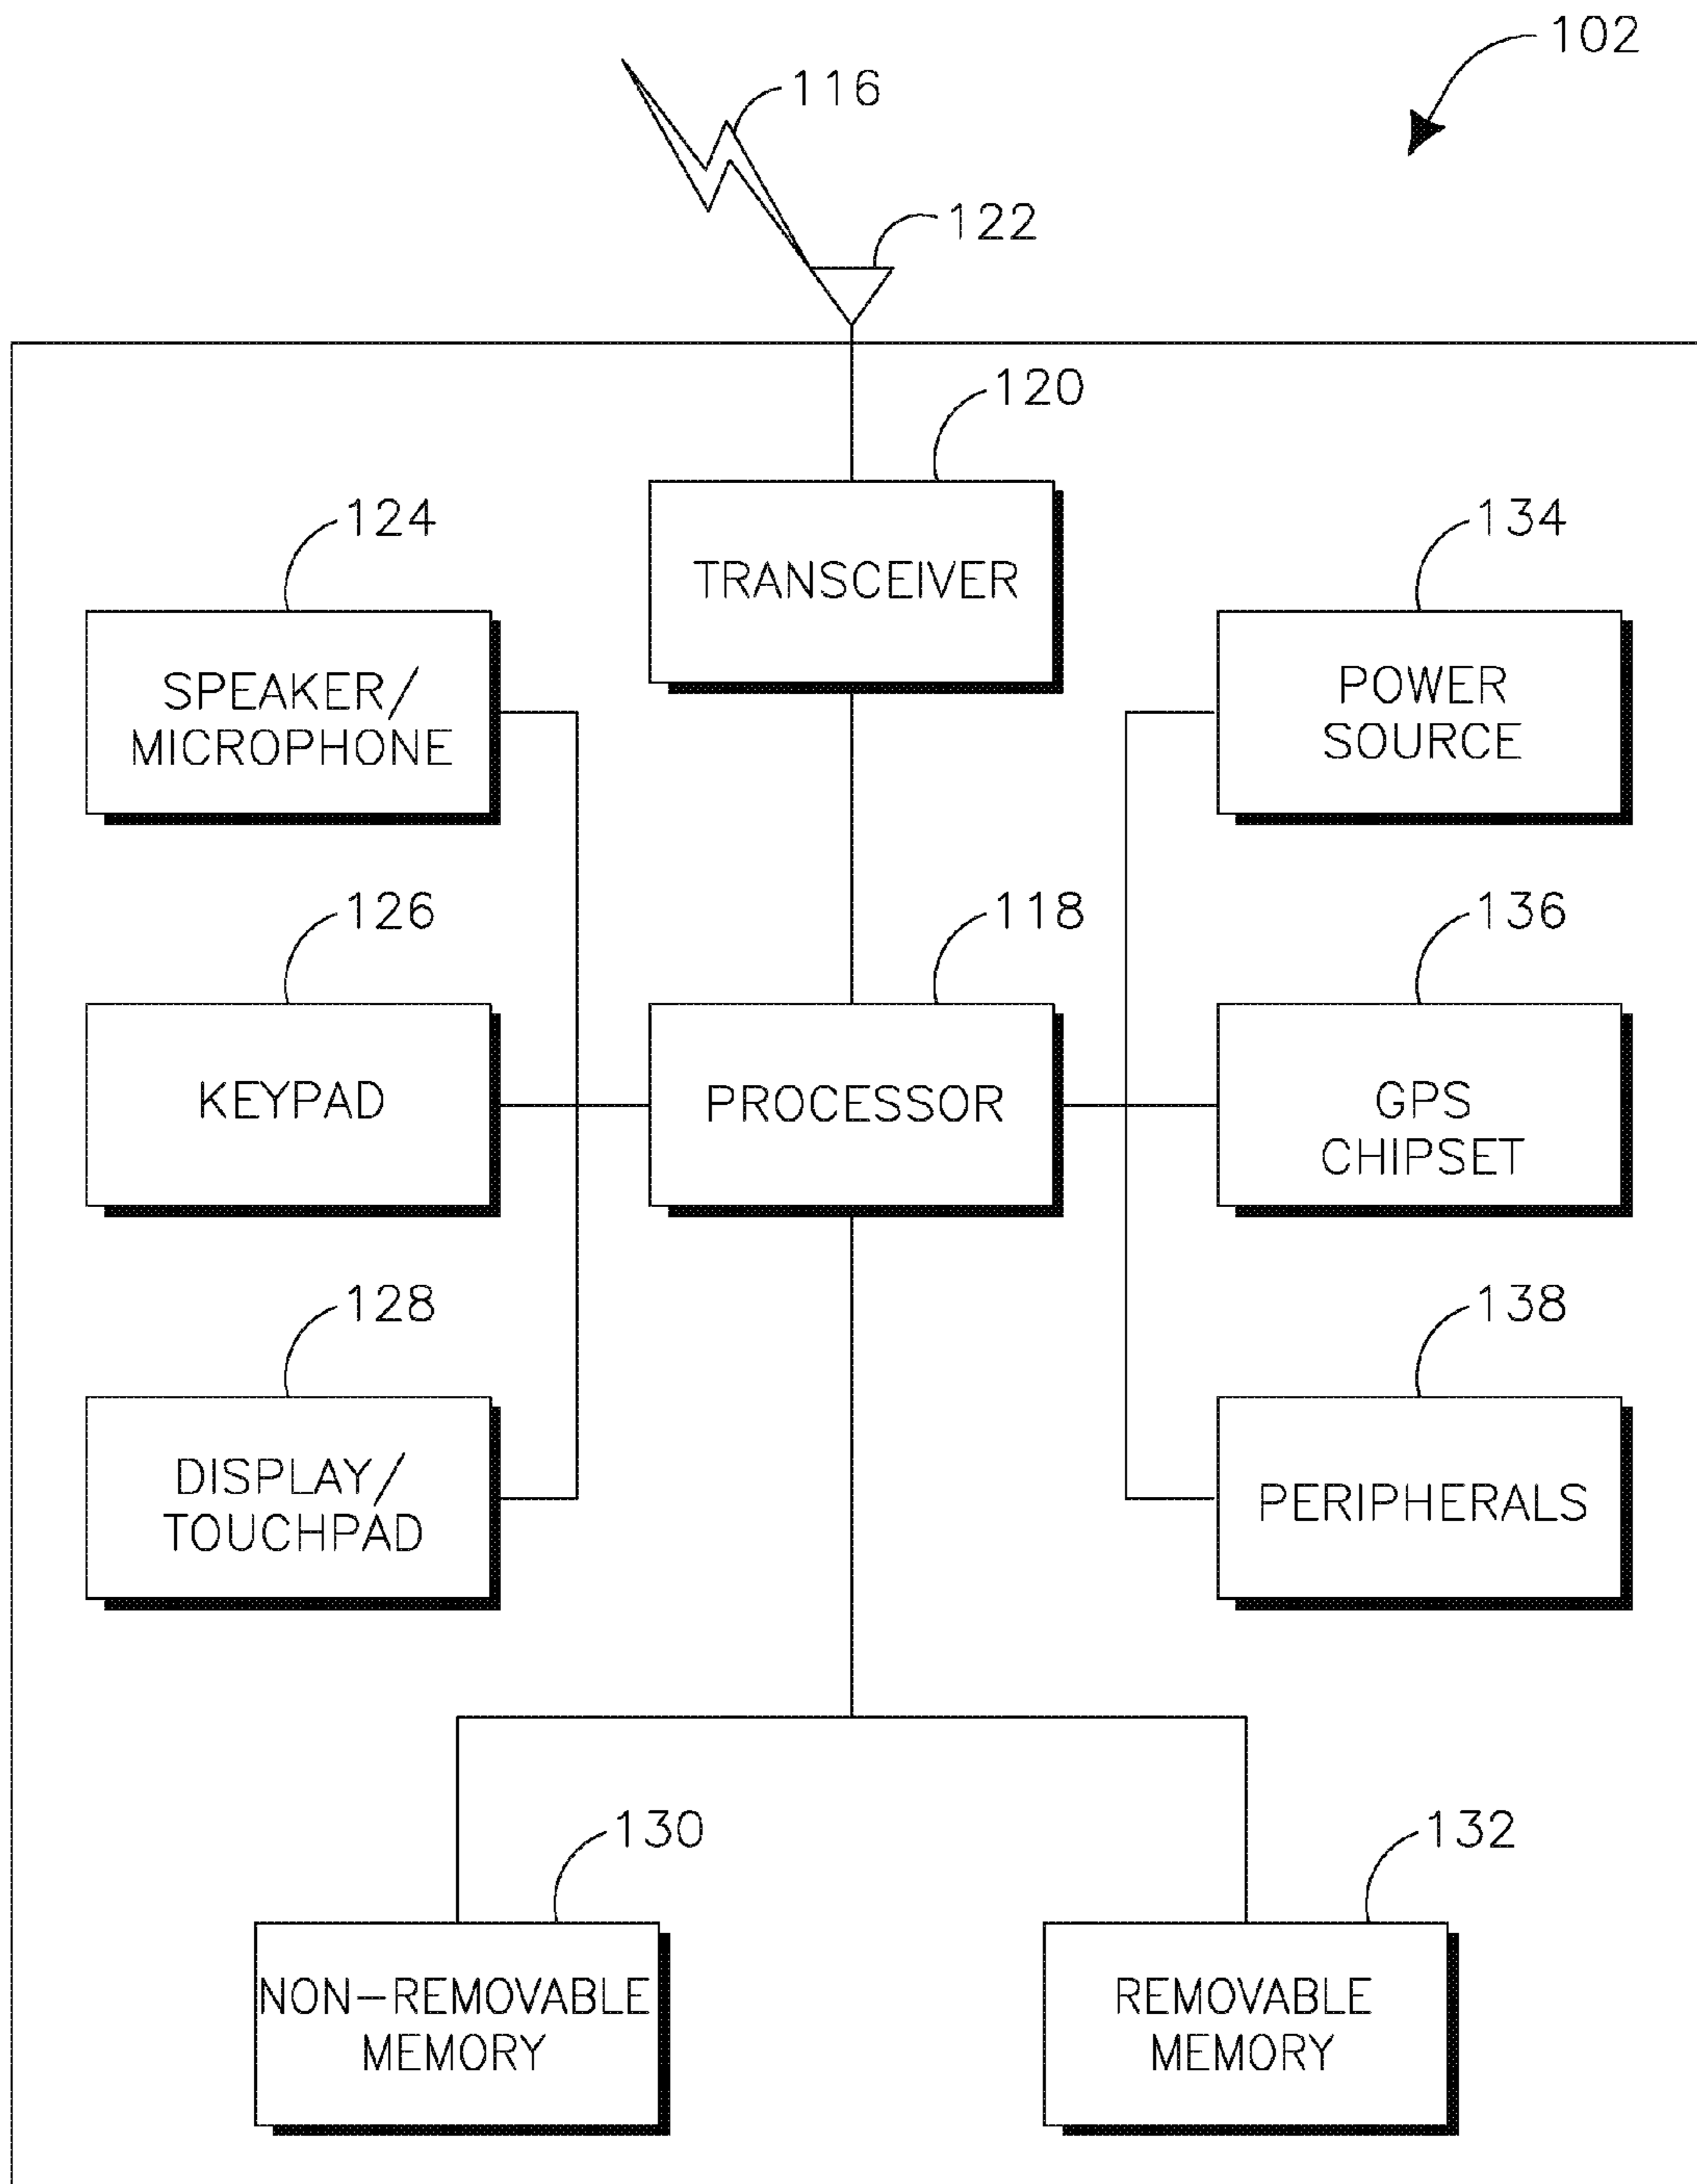 102
116
122
120
124
134
TRANSCEIVER
SPEAKER/
MICROPHONE
POWER
SOURCE
126
118
136
KEYPAD
PROCESSOR
GPS
CHIPSET
128
138
DISPLAY/
TOUCHPAD
PERIPHERALS
130
132
NON-REMOVABLE
MEMORY
REMOVABLE
MEMORY